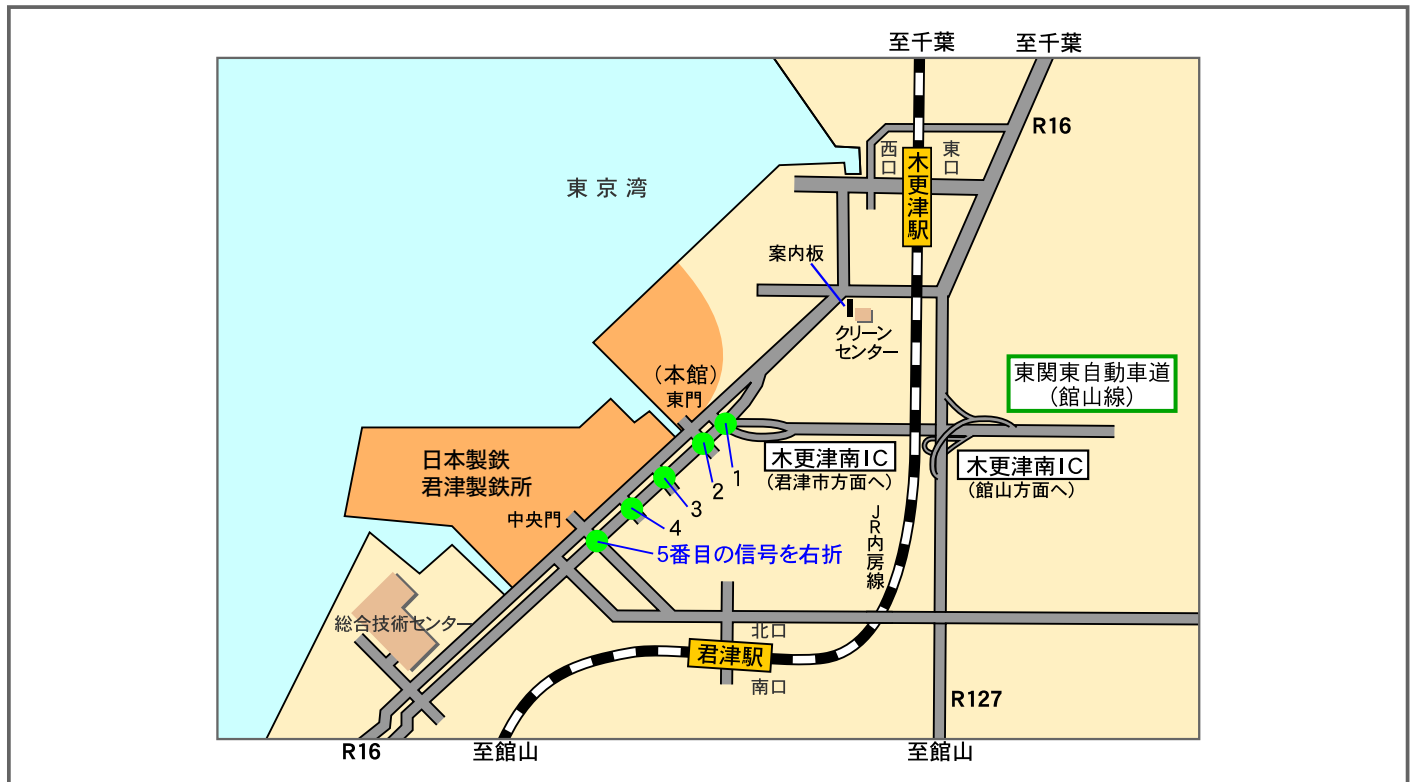 至千葉
至千葉
R16
西口
東口
木更津駅
東京湾
案内板
クリーン
センター
(本館)
東門
東関東自動車道
(館山線)
木更津南IC
(君津市方面へ)
木更津南IC
(館山方面へ)
日本製鉄
君津製鉄所
1
2
3
4
中央門
5番目の信号を右折
JR内房線
総合技術センター
北口
君津駅
南口
R127
R16
至館山
至館山